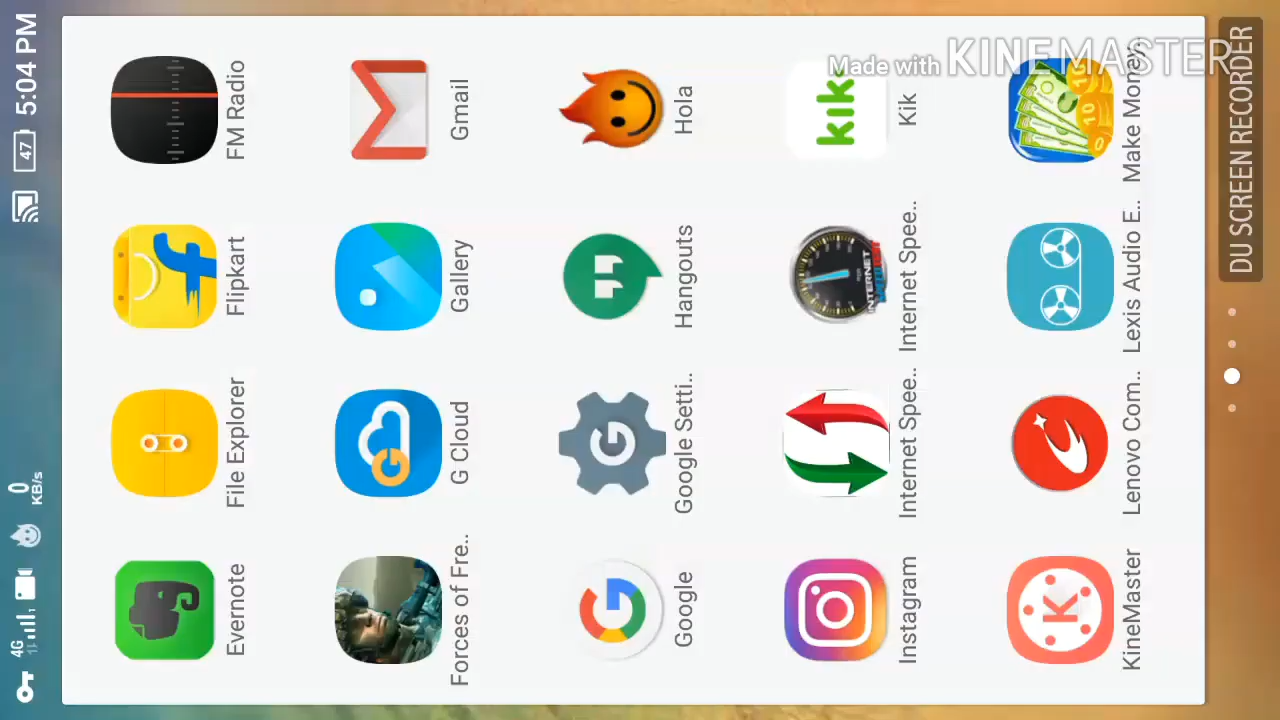 4G
0
KB/s
47
5:04 PM
Evernote
File Explorer
Flipkart
FM Radio
Forces of Fre..
G Cloud
Gallery
Gmail
Google
Google Setti..
Hangouts
Hola
Instagram
Internet Spee..
Internet Spee..
INTERNET
kik
Kik
KineMaster
Lenovo Com..
Lexis Audio E..
Make Money
Made with KINEMASTER
DU SCREEN RECORDER